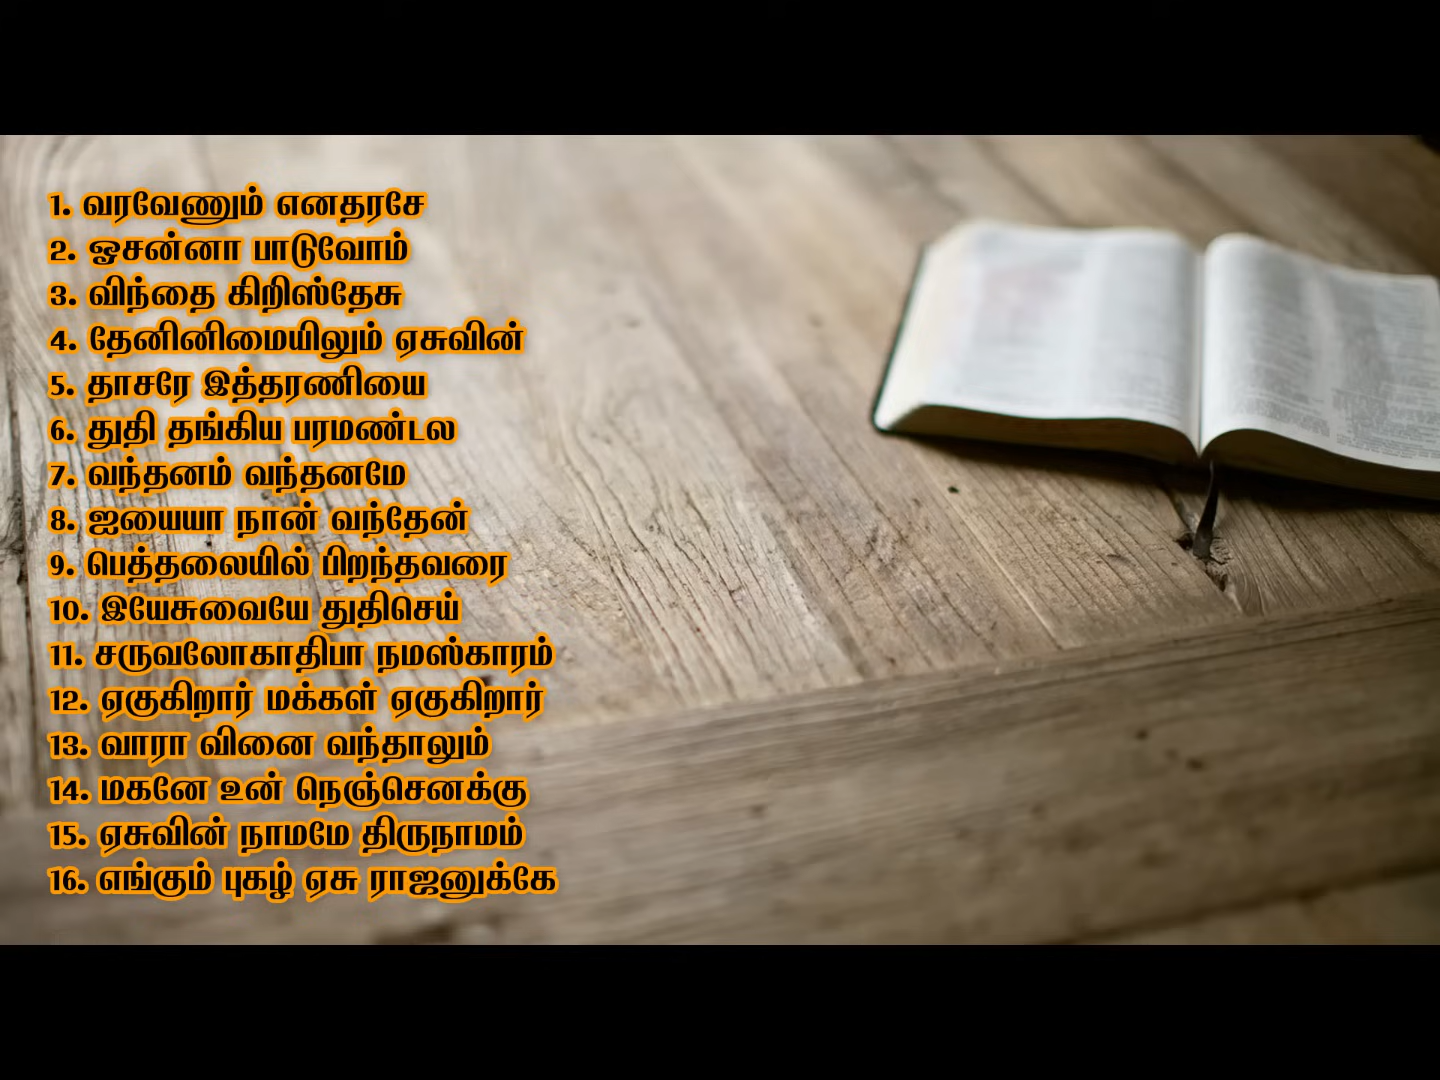 1. வரவேணும் எனதரசே
2. ஓசன்னா பாடுவோம்
3. விந்தை கிறிஸ்தேசு
4. தேனினிமையிலும் ஏசுவின்
5. தாசரே இத்தரணியை
6. துதி தங்கிய பரமண்டல
7. வந்தனம் வந்தனமே
8. ஐயையா நான் வந்தேன்
9. பெத்தலையில் பிறந்தவரை
10. இயேசுவையே துதிசெய்
11. சருவலோகாதிபா நமஸ்காரம்
12. ஏகுகிறார் மக்கள் ஏகுகிறார்
13. வாரா வினை வந்தாலும்
14. மகனே உன் நெஞ்செனக்கு
15. ஏசுவின் நாமமே திருநாமம்
16. எங்கும் புகழ் ஏசு ராஜனுக்கே